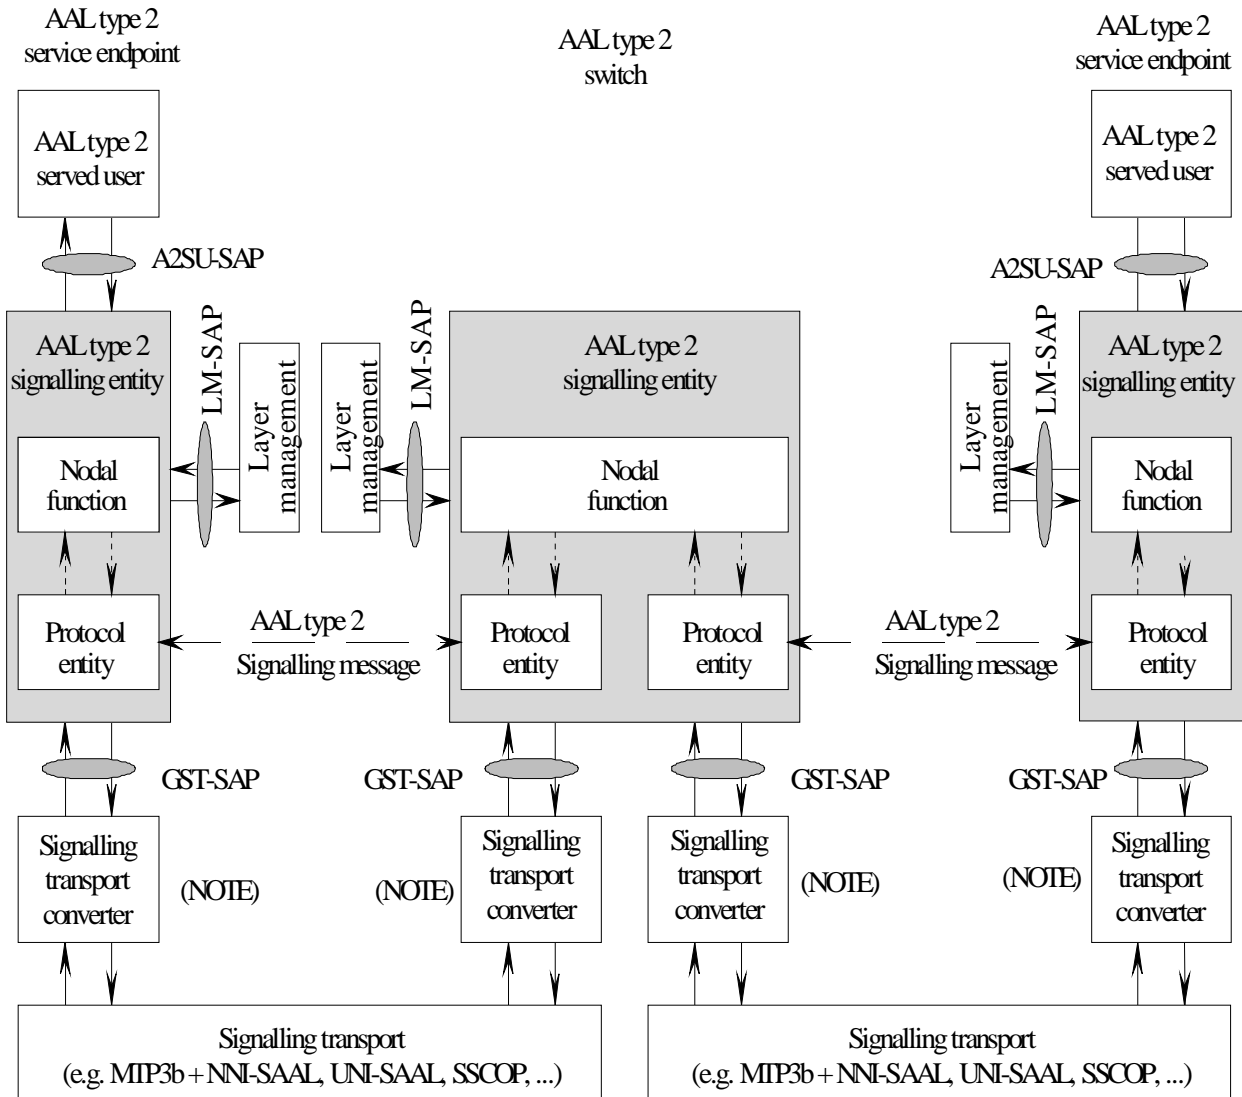 AAL type 2
service endpoint
AAL type 2
switch
AAL type 2
service endpoint
AAL type 2
served user
AAL type 2
served user
A2SU-SAP
A2SU-SAP
AAL type 2
signalling entity
LM-SAP
Layer
management
Layer
management
LM-SAP
AAL type 2
signalling entity
Layer
management
LM-SAP
AAL type 2
signalling entity
Nodal
function
Nodal
function
Nodal
function
Protocol
entity
AAL type 2
Signalling message
Protocol
entity
Protocol
entity
AAL type 2
Signalling message
Protocol
entity
GST-SAP
GST-SAP
GST-SAP
GST-SAP
Signalling
transport
converter
(NOTE)
(NOTE)
Signalling
transport
converter
Signalling
transport
converter
(NOTE)
(NOTE)
Signalling
transport
converter
Signalling transport
(e.g. MTP3b + NNI-SAAL, UNI-SAAL, SSCOP, ...)
Signalling transport
(e.g. MTP3b + NNI-SAAL, UNI-SAAL, SSCOP, ...)